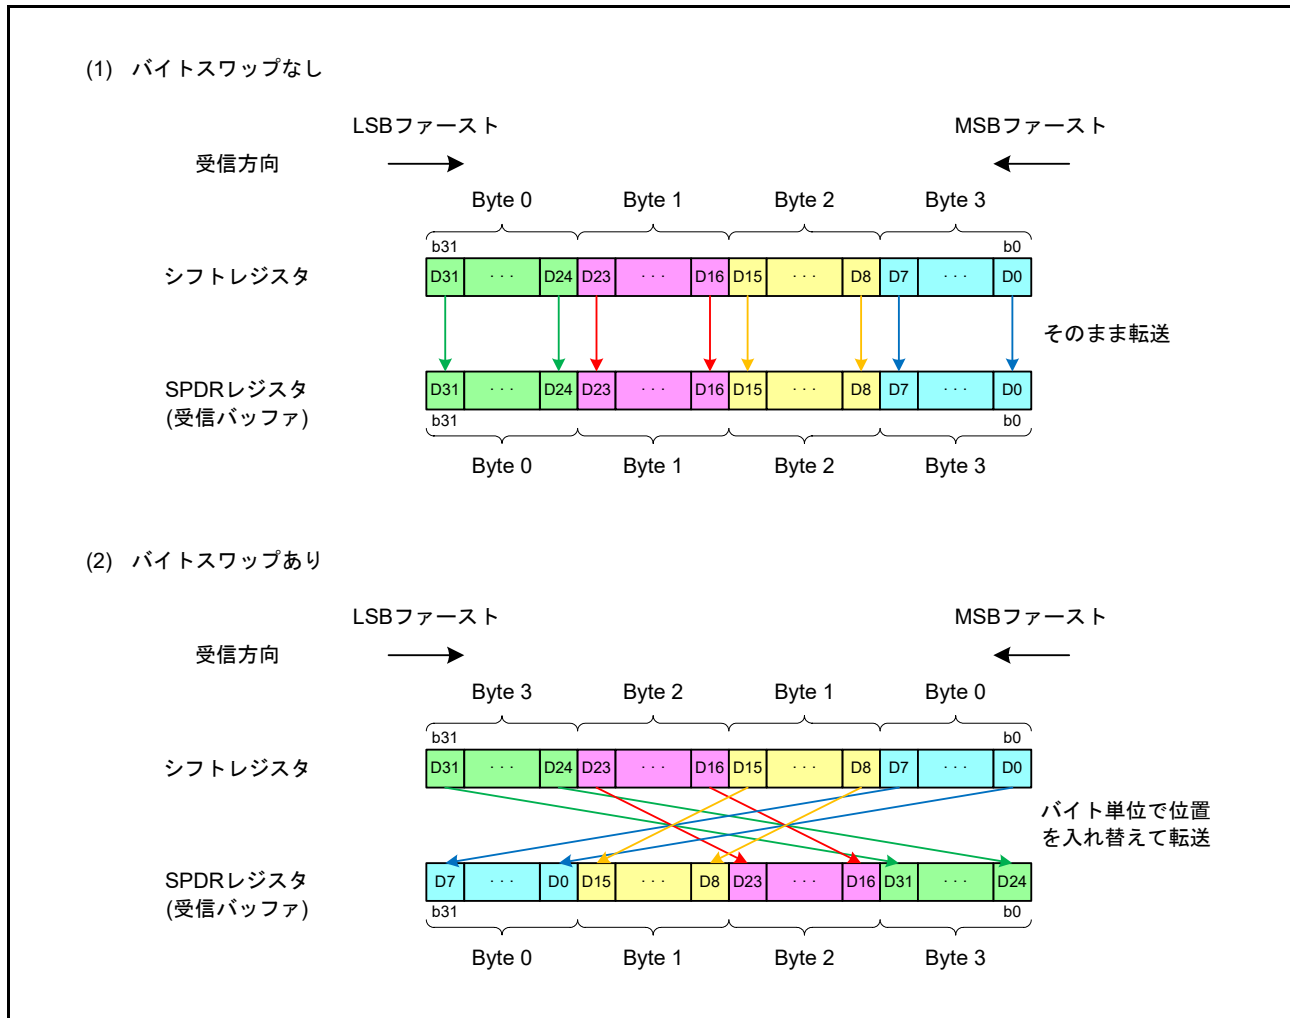 (1) バイトスワップなし
LSBファースト MSBファースト
受信方向
Byte 0 Byte 1 Byte 2 Byte 3
b31 b0
シフトレジスタ D31 ··· D24 D23 ··· D16 D15 ··· D8 D7 ··· D0
そのまま転送
SPDRレジスタ D31 ··· D24 D23 ··· D16 D15 ··· D8 D7 ··· D0
(受信バッファ) b31 b0
Byte 0 Byte 1 Byte 2 Byte 3
(2) バイトスワップあり
LSBファースト MSBファースト
受信方向
Byte 3 Byte 2 Byte 1 Byte 0
b31 b0
シフトレジスタ D31 ··· D24 D23 ··· D16 D15 ··· D8 D7 ··· D0
バイト単位で位置
を入れ替えて転送
SPDRレジスタ D7 ··· D0 D15 ··· D8 D23 ··· D16 D31 ··· D24
(受信バッファ) b31 b0
Byte 0 Byte 1 Byte 2 Byte 3